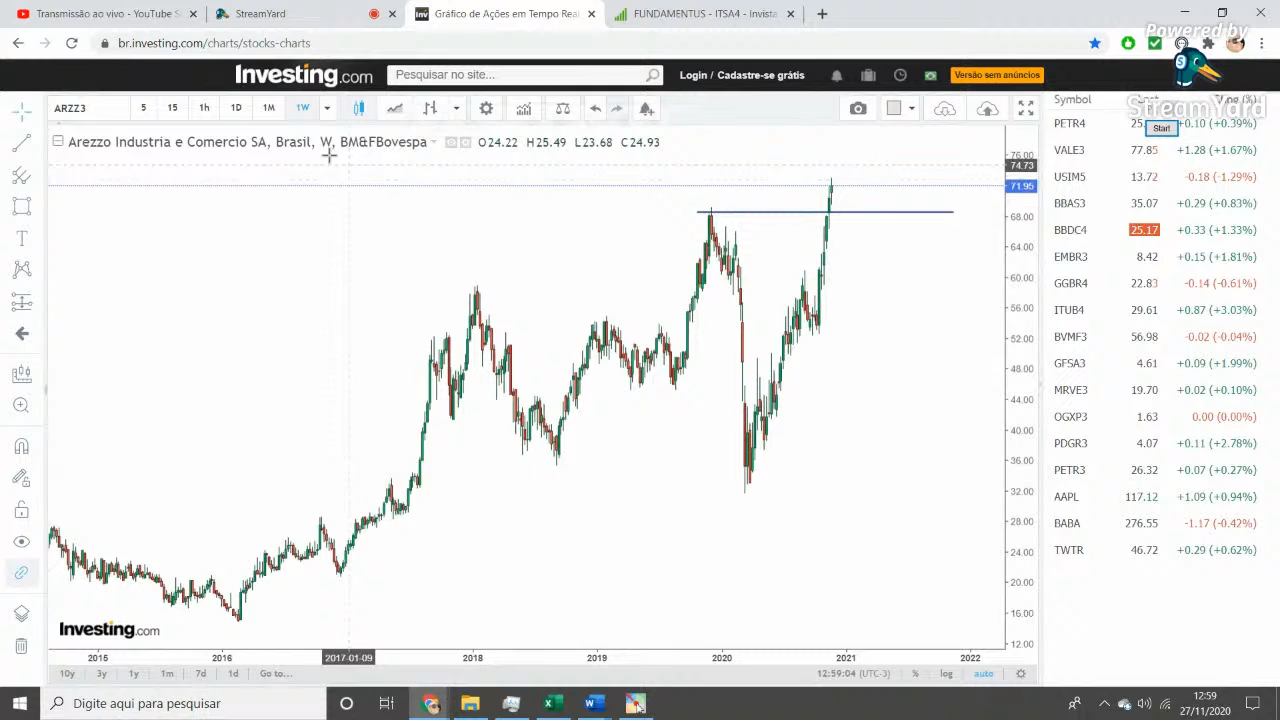 Transmissão ao vivo - YouTube S
StreamYard
Gráfico de Ações em Tempo Rea
FUNDAMENTUS - ITSA4 - Invista
br.investing.com/charts/stocks-charts
Powered by
StreamYard
Investing.com
Pesquisar no site...
Login / Cadastre-se grátis
Versão sem anúncios
ARZZ3 5 15 1h 1D 1M 1W
Arezzo Industria e Comercio SA, Brasil, W, BM&FBovespa O24.22 H25.49 L23.68 C24.93
76.00
74.73
71.95
68.00
64.00
60.00
56.00
52.00
48.00
44.00
40.00
36.00
32.00
28.00
24.00
20.00
16.00
12.00
Investing.com
2015 2016 2017-01-09 2018 2019 2020 2021 2022
10y 3y 1y 1m 7d 1d Go to... 12:59:04 (UTC-3) % log auto
Symbol
Start
PETR4 +0.10 (+0.39%)
VALE3 77.85 +1.28 (+1.67%)
USIM5 13.72 -0.18 (-1.29%)
BBAS3 35.07 +0.29 (+0.83%)
BBDC4 25.17 +0.33 (+1.33%)
EMBR3 8.42 +0.15 (+1.81%)
GGBR4 22.83 -0.14 (-0.61%)
ITUB4 29.61 +0.87 (+3.03%)
BVMF3 56.98 -0.02 (-0.04%)
GFSA3 4.61 +0.09 (+1.99%)
MRVE3 19.70 +0.02 (+0.10%)
OGXP3 1.63 0.00 (0.00%)
PDGR3 4.07 +0.11 (+2.78%)
PETR3 26.32 +0.07 (+0.27%)
AAPL 117.12 +1.09 (+0.94%)
BABA 276.55 -1.17 (-0.42%)
TWTR 46.72 +0.29 (+0.62%)
Digite aqui para pesquisar
12:59
27/11/2020